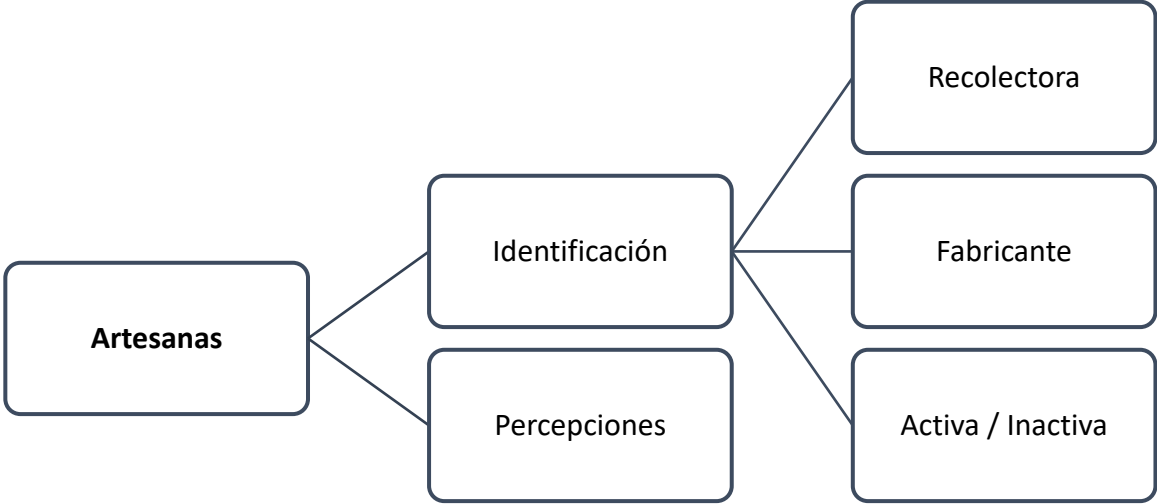 Artesanas
Identificación
Percepciones
Recolectora
Fabricante
Activa / Inactiva